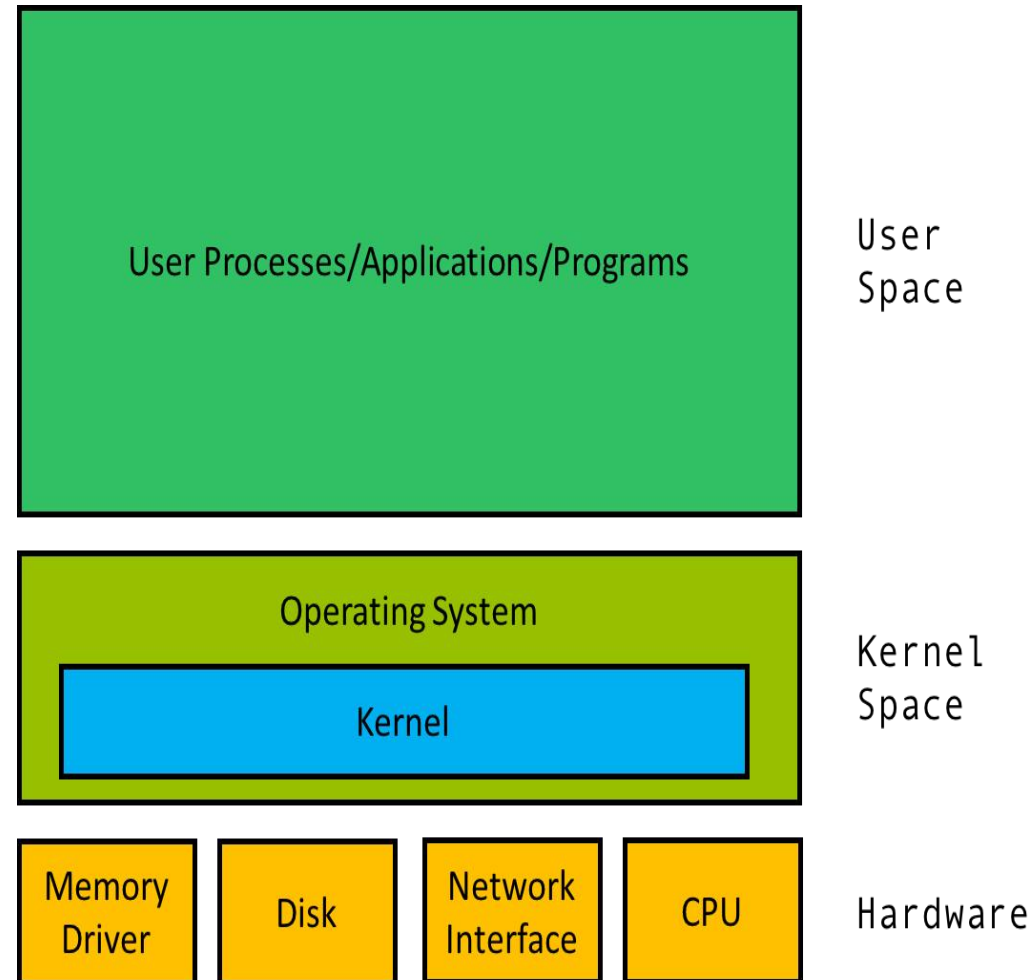 User Processes/Applications/Programs
User
Space
Operating System
Kernel
Kernel
Space
Memory
Driver
Disk
Network
Interface
CPU
Hardware